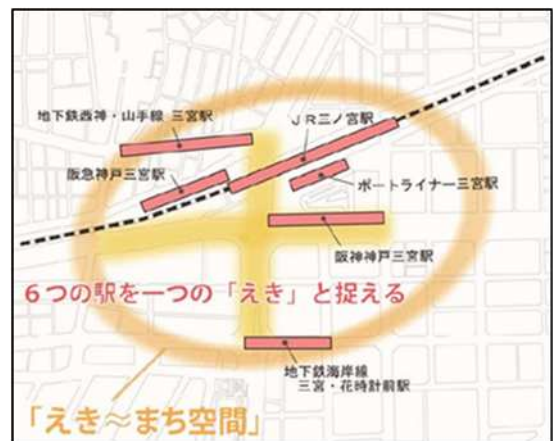 地下鉄西神・山手線 三宮駅
JR三ノ宮駅
阪急神戸三宮駅
ポートライナー三宮駅
阪神神戸三宮駅
6つの駅を一つの「えき」と捉える
地下鉄海岸線
三宮・花時計前駅
「えき≈まち空間」